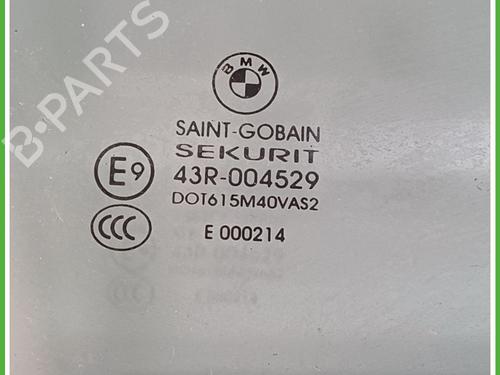 B-PARTS
BMW
SAINT-GOBAIN
SEKURIT
E9
43R-004529
DOT615M40VAS2
CCC
E 000214